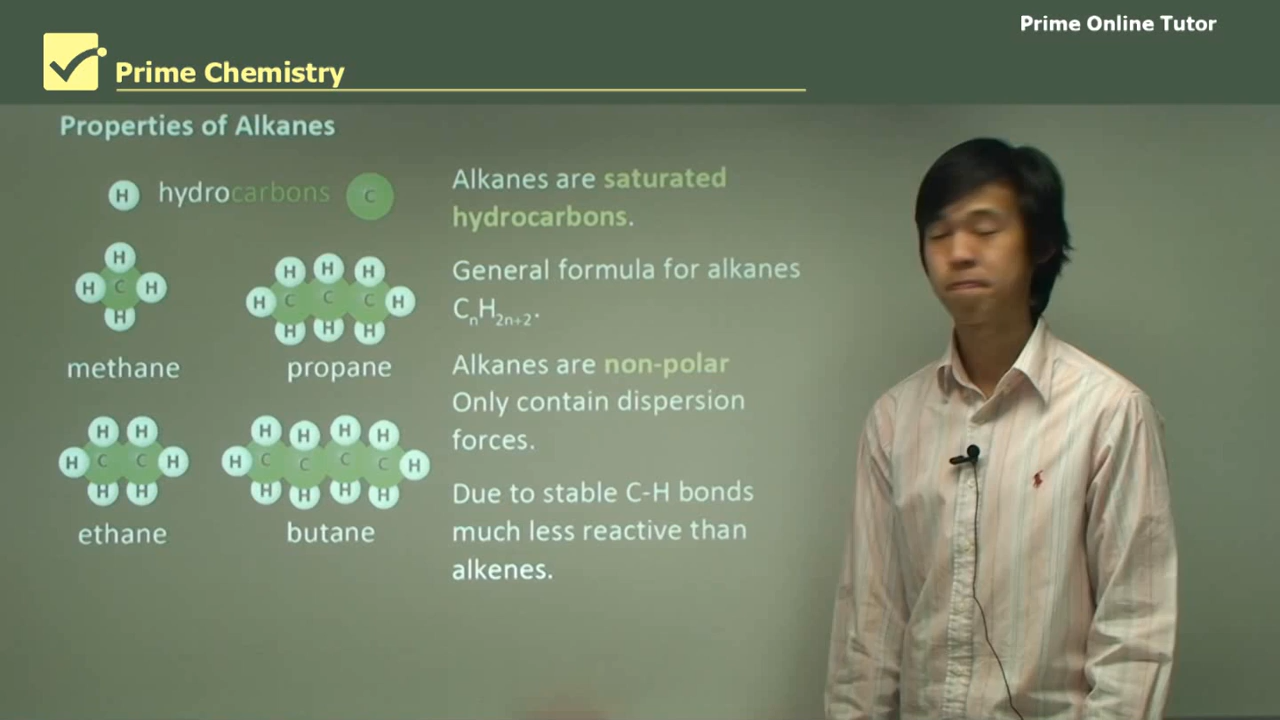 Prime Online Tutor
Prime Chemistry
Properties of Alkanes
H hydrocarbons C
H
H C H
H
methane
H H H
H C C C H
H H H
propane
H H
H C C H
H H
ethane
H H H H
H C C C C H
H H H H
butane
Alkanes are saturated
hydrocarbons.
General formula for alkanes
CnH2n+2.
Alkanes are non-polar
Only contain dispersion
forces.
Due to stable C-H bonds
much less reactive than
alkenes.